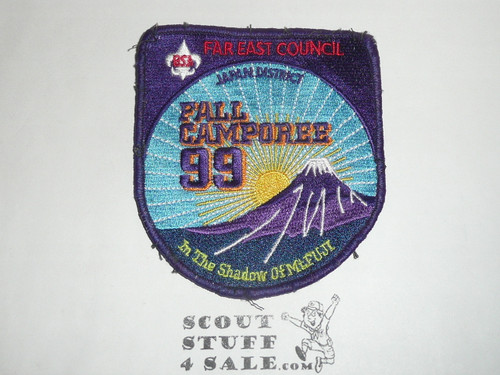 BSA
FAR EAST COUNCIL
JAPAN DISTRICT
FALL
CAMPOREE
99
In The Shadow Of Mt.FUJI
SCOUT
STUFF
4 SALE.COM